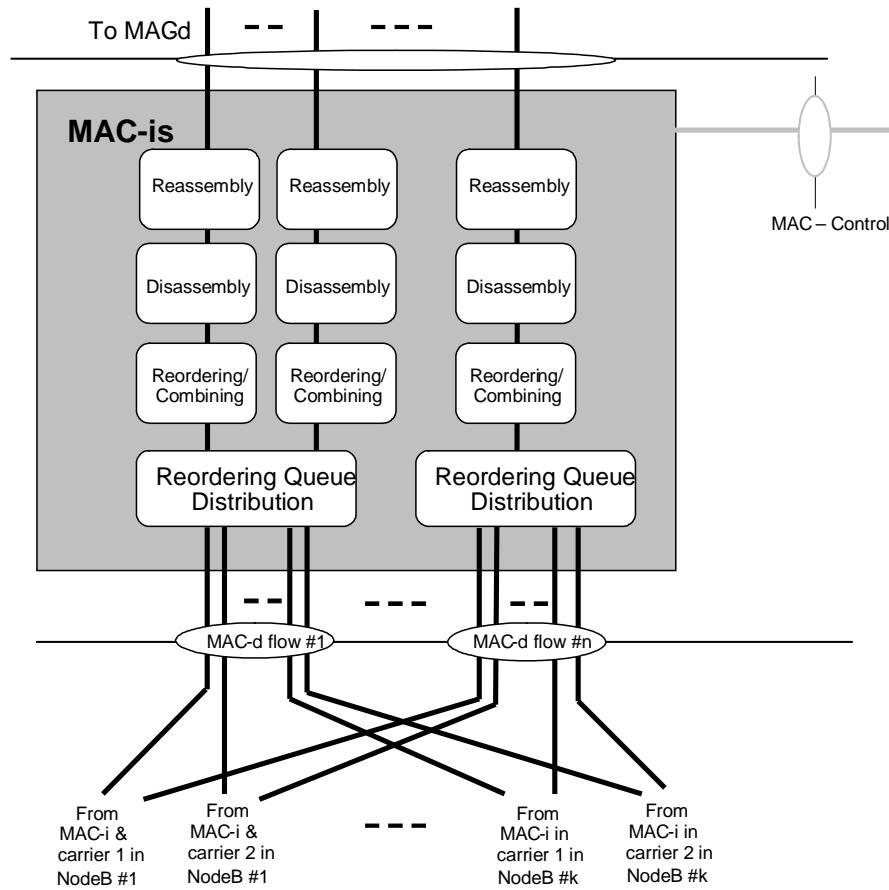 To MAGd
MAC-is
Reassembly
Reassembly
Reassembly
MAC – Control
Disassembly
Disassembly
Disassembly
Reordering/
Combining
Reordering/
Combining
Reordering/
Combining
Reordering Queue
Distribution
Reordering Queue
Distribution
MAC-d flow #1
MAC-d flow #n
From
MAC-i &
carrier 1 in
NodeB #1
From
MAC-i &
carrier 2 in
NodeB #1
From
MAC-i in
carrier 1 in
NodeB #k
From
MAC-i in
carrier 2 in
NodeB #k